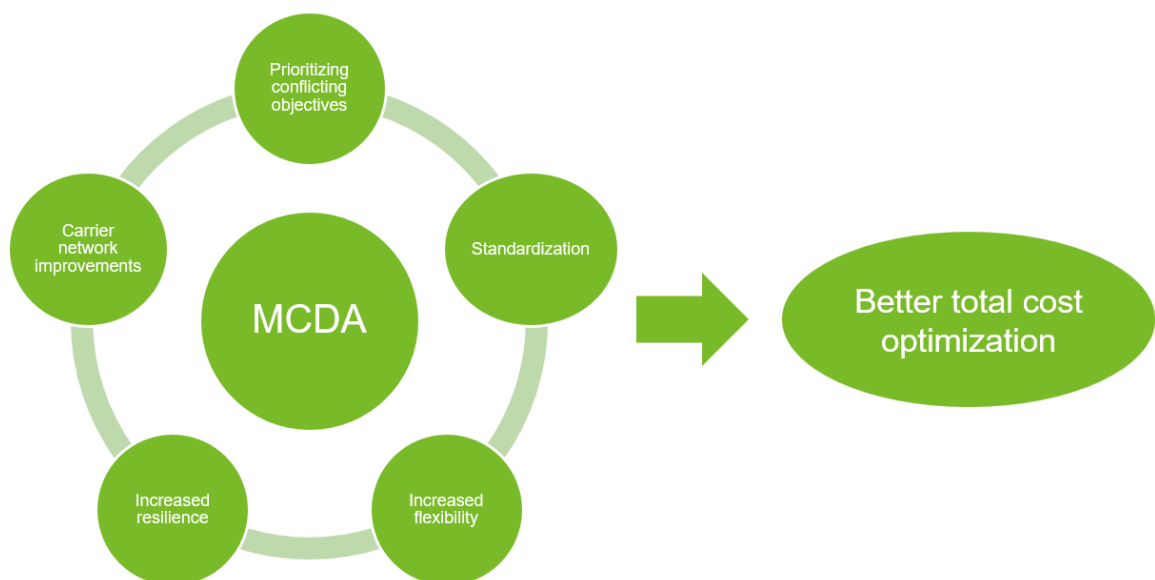 Prioritizing
conflicting
objectives
Carrier
network
improvements
Standardization
MCDA
Better total cost
optimization
Increased
resilience
Increased
flexibility